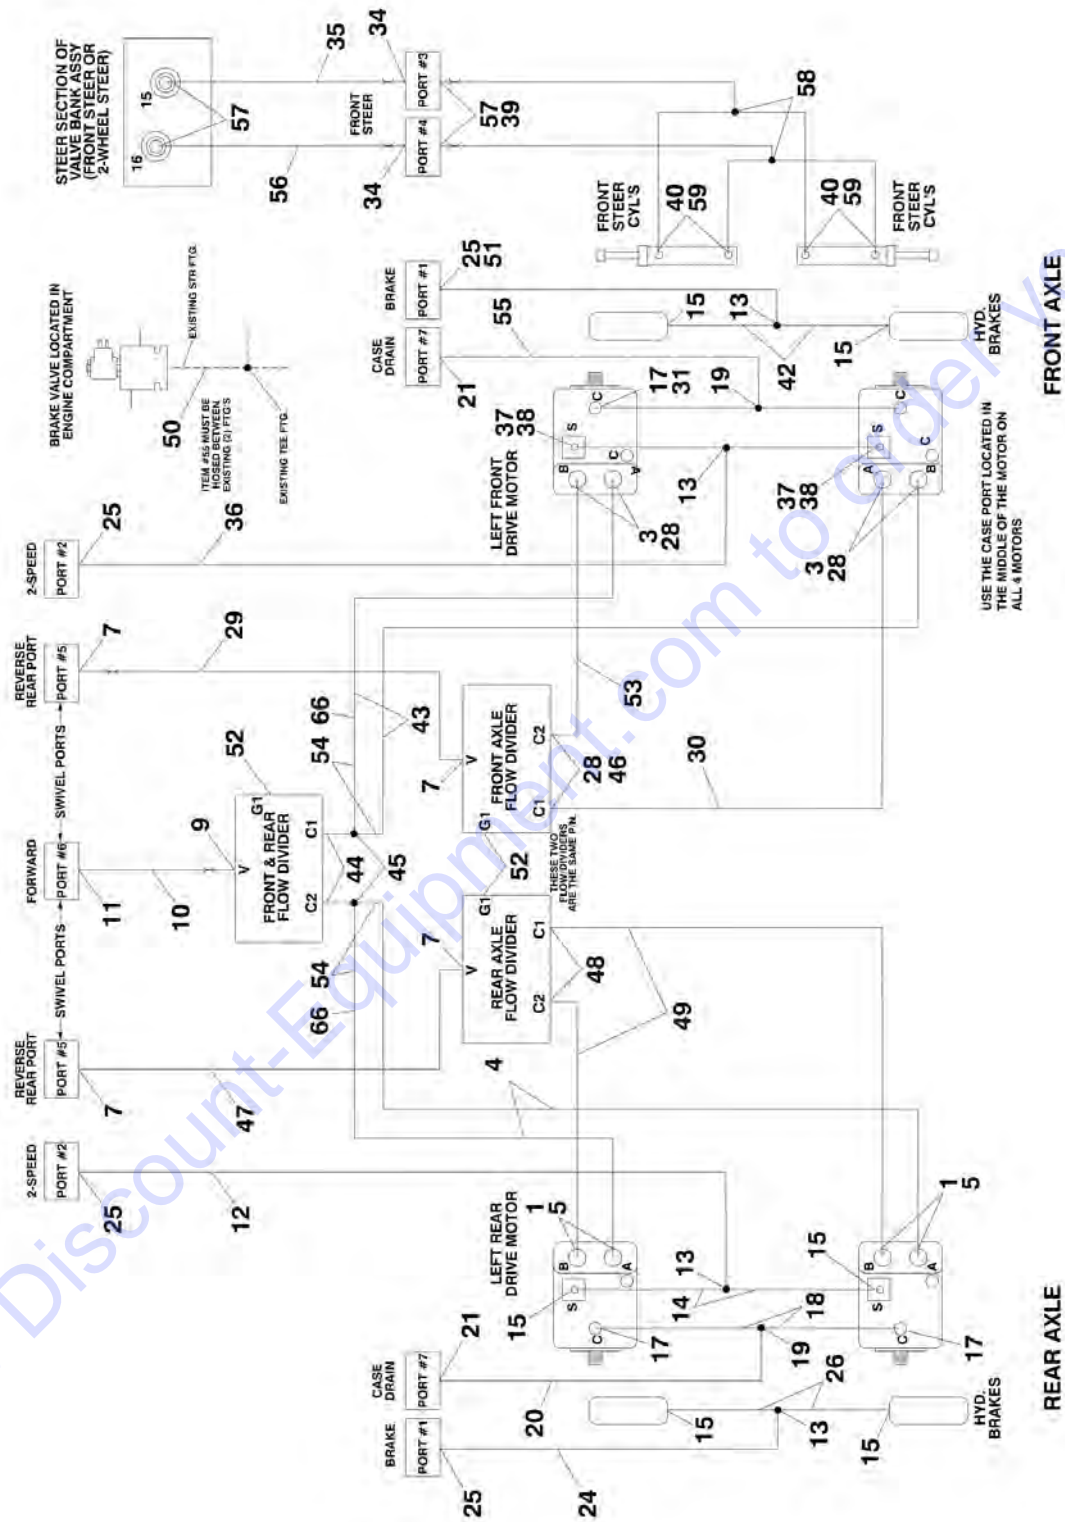 STEER SECTION OF
VALVE BANK ASSY
(FRONT STEEER OR
2-WHEEL STEER)
16
15
57
56
35
FRONT
STEER
34
34
PORT #4
PORT #3
57
39
58
FRONT
STEER
CYL'S
40
59
40
59
FRONT
STEER
CYL'S
BRAKE VALVE LOCATED IN
ENGINE COMPARTMENT
EXISTING STR FTG.
50
ITEM #55 MUST BE
HOSED BETWEEN
EXISTING (2) FTG'S
EXISTING TEE FTG.
CASE
DRAIN
PORT #7
BRAKE
PORT #1
21
25
51
55
15
13
42
15
HYD.
BRAKES
LEFT FRONT
DRIVE MOTOR
37
38
17
31
19
B
S
C
C
A
3
28
13
37
38
3
28
A
S
C
C
B
USE THE CASE PORT LOCATED IN
THE MIDDLE OF THE MOTOR ON
ALL 4 MOTORS
FRONT AXLE
2-SPEED
PORT #2
25
36
REVERSE
REAR PORT
PORT #5
7
29
SWIVEL PORTS
FORWARD
PORT #6
11
10
9
SWIVEL PORTS
REVERSE
REAR PORT
PORT #5
7
47
2-SPEED
PORT #2
25
12
52
V
G1
FRONT & REAR
FLOW DIVIDER
C2
C1
44
45
54
66
43
54
66
7
V
FRONT AXLE
FLOW DIVIDER
G1
C1
C2
28
46
53
30
52
THESE TWO
FLOW DIVIDERS
ARE THE SAME P.N.
7
V
G1
REAR AXLE
FLOW DIVIDER
C2
C1
48
49
4
LEFT REAR
DRIVE MOTOR
1
5
B
A
S
C
15
17
13
14
18
19
15
1
5
B
A
S
C
17
CASE
DRAIN
PORT #7
21
20
BRAKE
PORT #1
25
24
15
13
26
15
HYD.
BRAKES
REAR AXLE